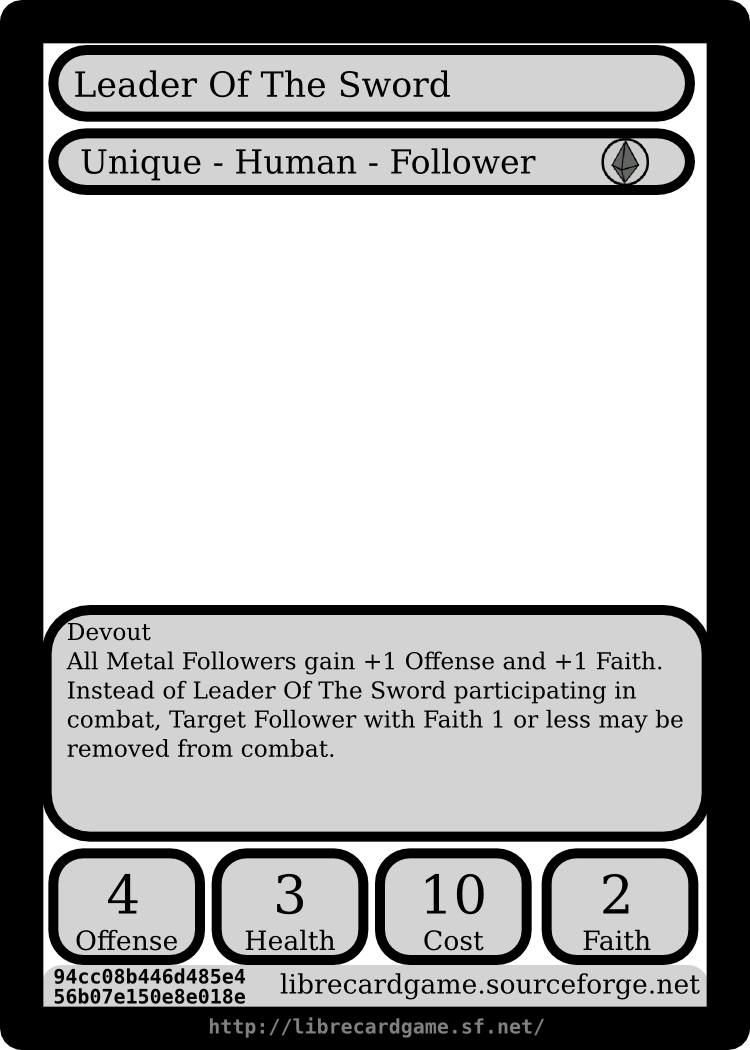 Leader Of The Sword
Unique - Human - Follower
Devout
All Metal Followers gain +1 Offense and +1 Faith.
Instead of Leader Of The Sword participating in
combat, Target Follower with Faith 1 or less may be
removed from combat.
4
Offense
3
Health
10
Cost
2
Faith
94cc08b446d485e4
56b07e150e8e018e
librecardgame.sourceforge.net
http://librecardgame.sf.net/